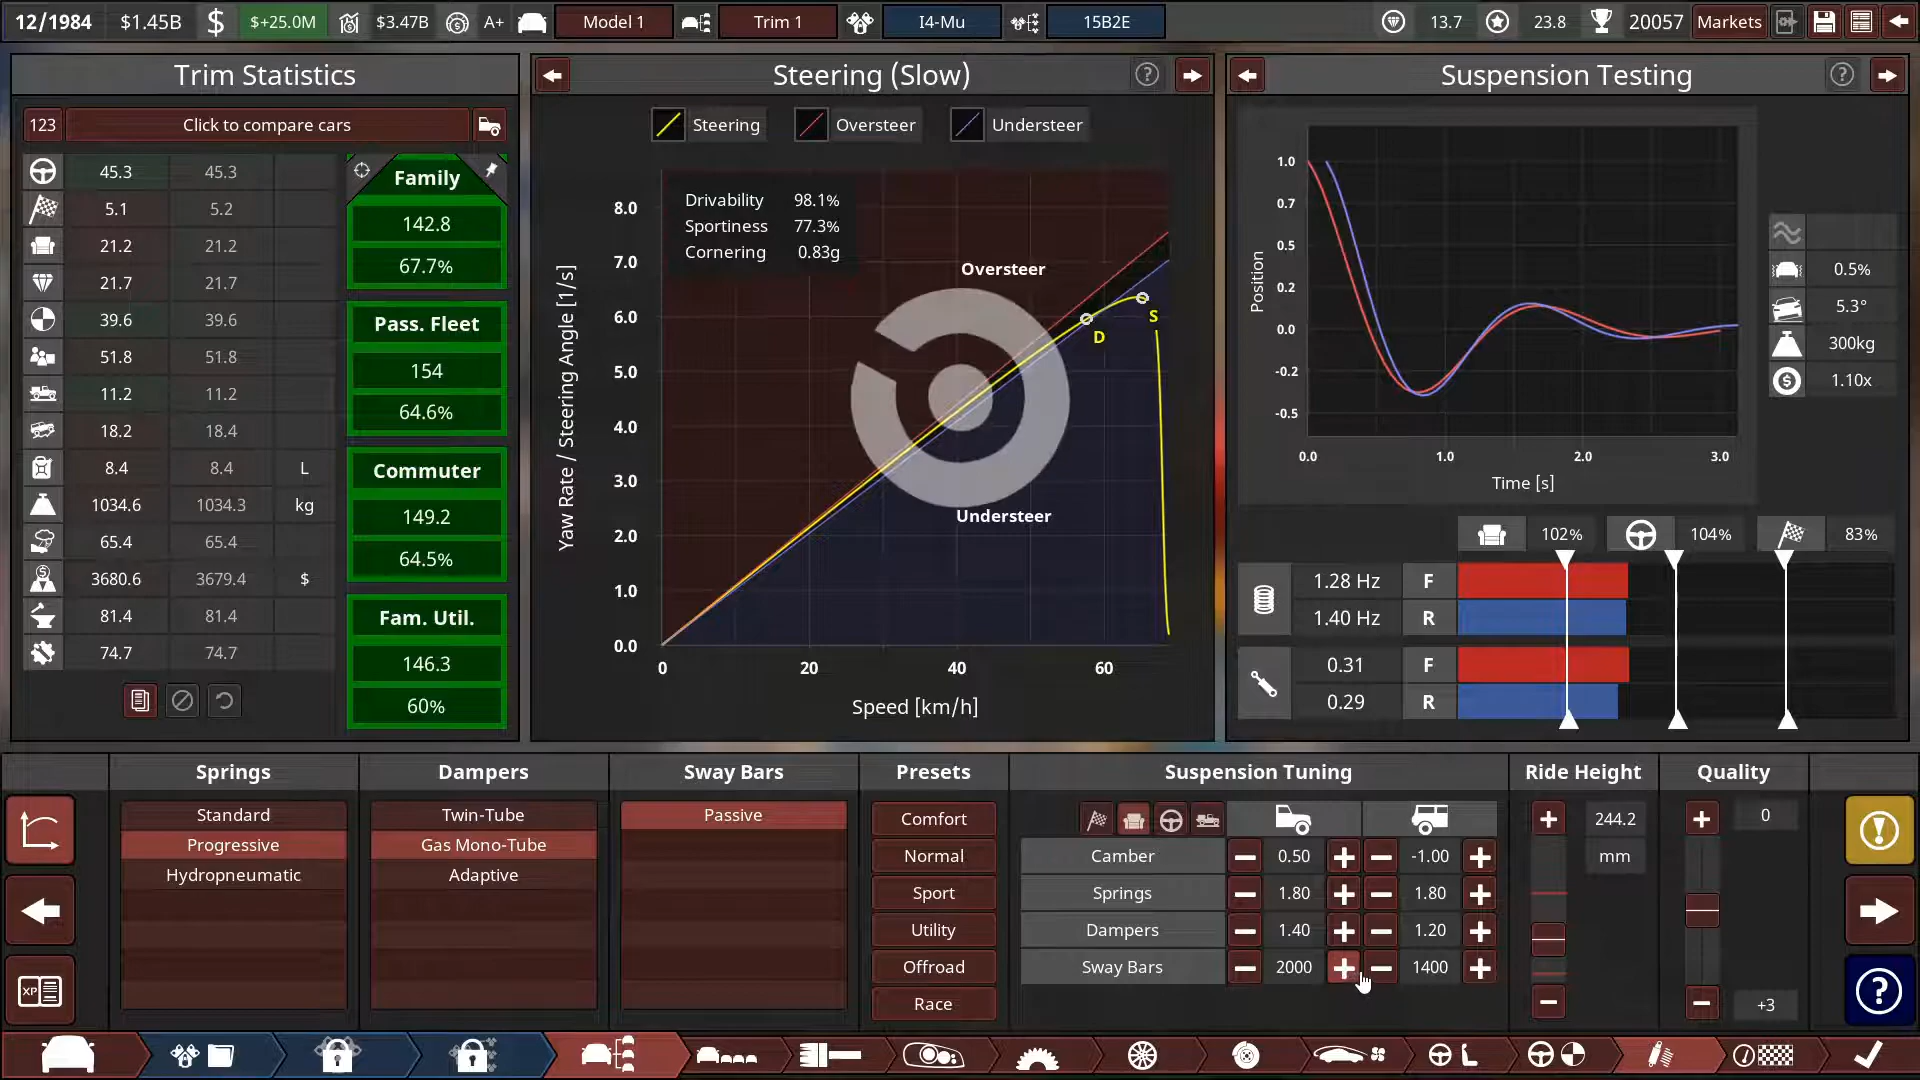 12/1984 $1.45B $+25.0M $3.47B A+ Model 1 Trim 1 I4-Mu 15B2E 13.7 23.8 20057 Markets
Trim Statistics
123 Click to compare cars
45.3 45.3
5.1 5.2
21.2 21.2
21.7 21.7
39.6 39.6
51.8 51.8
11.2 11.2
18.2 18.4
8.4 8.4 L
1034.6 1034.3 kg
65.4 65.4
3680.6 3679.4 $
81.4 81.4
74.7 74.7
Family
142.8
67.7%
Pass. Fleet
154
64.6%
Commuter
149.2
64.5%
Fam. Util.
146.3
60%
Steering (Slow)
?
Steering Oversteer Understeer
Drivability 98.1%
Sportiness 77.3%
Cornering 0.83g
Yaw Rate / Steering Angle [1/s]
8.0
7.0
6.0
5.0
4.0
3.0
2.0
1.0
0.0
Oversteer
S
D
Understeer
0 20 40 60
Speed [km/h]
Suspension Testing
?
Position
1.0
0.7
0.5
0.2
0.0
-0.2
-0.5
0.0 1.0 2.0 3.0
Time [s]
0.5%
5.3°
300kg
1.10x
102% 104% 83%
1.28 Hz F
1.40 Hz R
0.31 F
0.29 R
Springs
Standard
Progressive
Hydropneumatic
Dampers
Twin-Tube
Gas Mono-Tube
Adaptive
Sway Bars
Passive
Presets
Comfort
Normal
Sport
Utility
Offroad
Race
Suspension Tuning
Camber 0.50 -1.00
Springs 1.80 1.80
Dampers 1.40 1.20
Sway Bars 2000 1400
Ride Height
244.2
mm
Quality
0
+3
XP
?